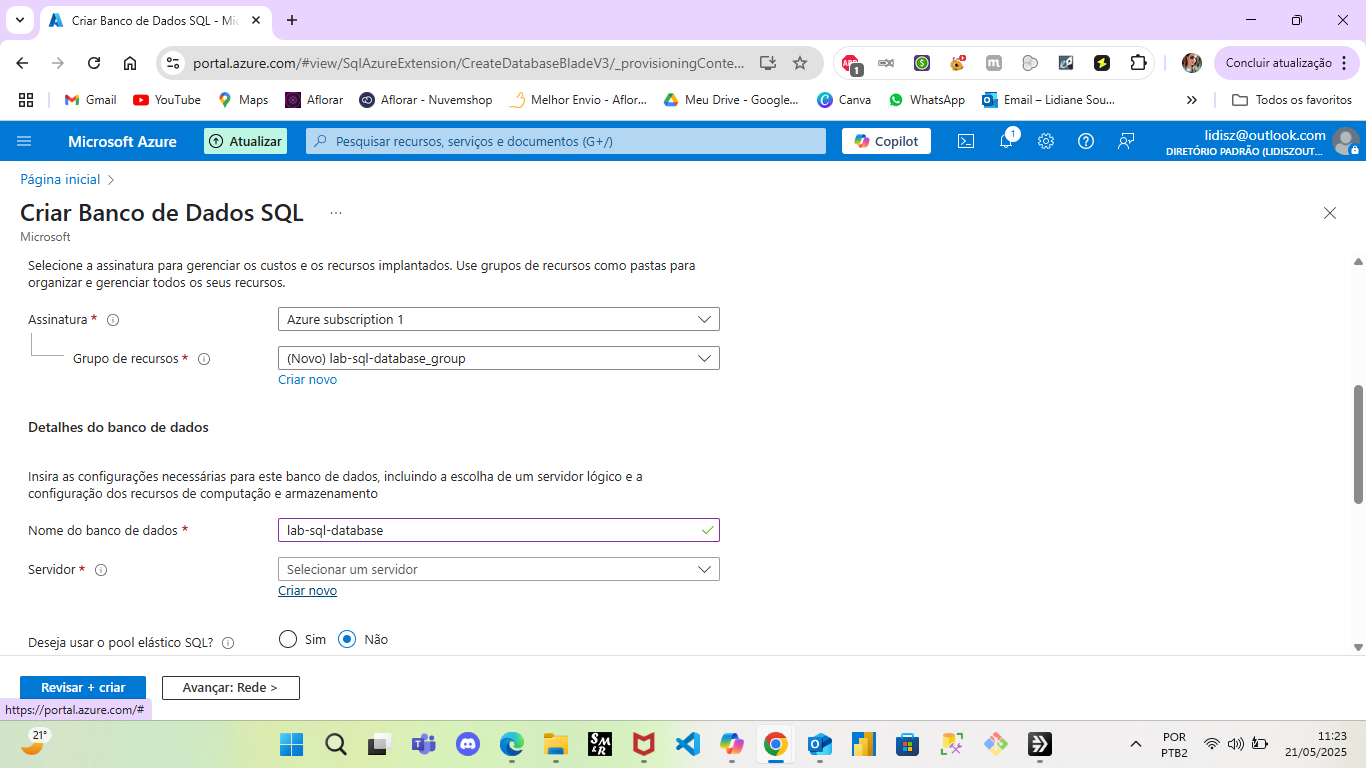 Criar Banco de Dados SQL - Mic
portal.azure.com/#view/SqlAzureExtension/CreateDatabaseBladeV3/_provisioningConte...
1
Concluir atualização
Gmail
YouTube
Maps
Aflorar
Aflorar - Nuvemshop
Melhor Envio - Aflor...
Meu Drive - Google...
Canva
WhatsApp
Email – Lidiane Sou...
Todos os favoritos
Microsoft Azure
Atualizar
Pesquisar recursos, serviços e documentos (G+/)
Copilot
1
lidisz@outlook.com
DIRETÓRIO PADRÃO (LIDISZOUT...
Página inicial
Criar Banco de Dados SQL
...
Microsoft
Selecione a assinatura para gerenciar os custos e os recursos implantados. Use grupos de recursos como pastas para
organizar e gerenciar todos os seus recursos.
Assinatura *
Azure subscription 1
Grupo de recursos *
(Novo) lab-sql-database_group
Criar novo
Detalhes do banco de dados
Insira as configurações necessárias para este banco de dados, incluindo a escolha de um servidor lógico e a
configuração dos recursos de computação e armazenamento
Nome do banco de dados *
lab-sql-database
Servidor *
Selecionar um servidor
Criar novo
Deseja usar o pool elástico SQL?
Sim
Não
Revisar + criar
Avançar: Rede >
https://portal.azure.com/#
21°
SM
&R
POR
PTB2
11:23
21/05/2025